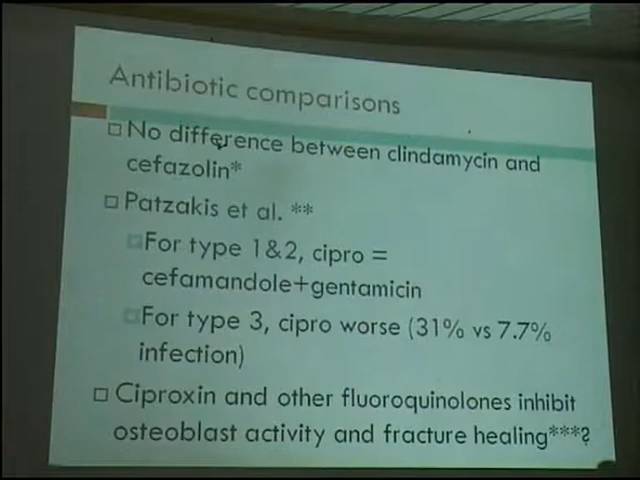 Antibiotic comparisons
No difference between clindamycin and
cefazolin*
Patzakis et al. **
For type 1&2, cipro =
cefamandole+gentamicin
For type 3, cipro worse (31% vs 7.7%
infection)
Ciproxin and other fluoroquinolones inhibit
osteoblast activity and fracture healing***?